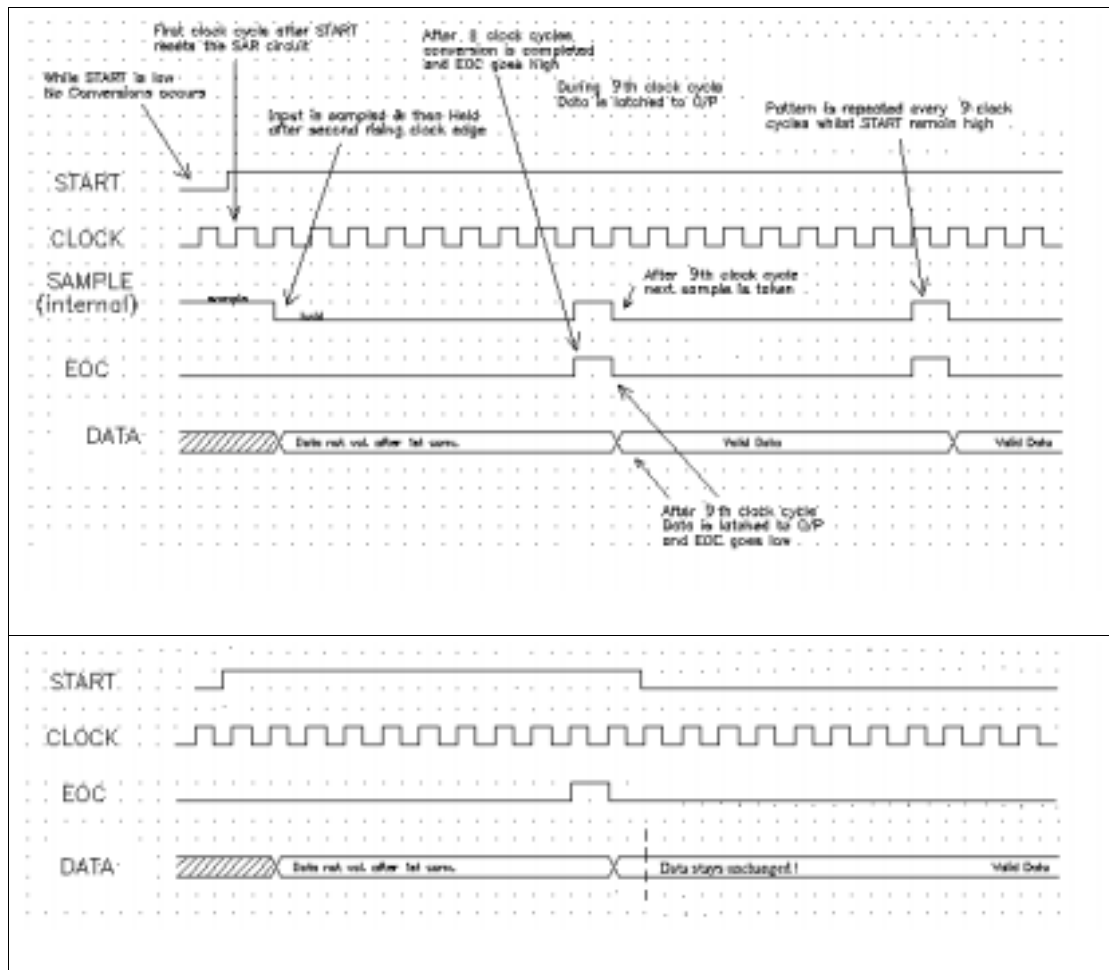 First clock cycle after START
resets the SAR circuit
After 8 clock cycles,
conversion is completed
and EOC goes high
While START is low
No Conversions occurs
During 9th clock cycle
Data is latched to O/P
Input is sampled & then Held
after second rising clock edge
Pattern is repeated every 9 clock
cycles whilst START remain high
START
CLOCK
SAMPLE
(internal)
sample
hold
After 9th clock cycle
next sample is taken
EOC
DATA
Data not val. after 1st conv.
Valid Data
Valid Data
After 9th clock cycle
Data is latched to O/P
and EOC goes low
START
CLOCK
EOC
DATA
Data not val. after 1st conv.
Data stays unchanged!
Valid Data